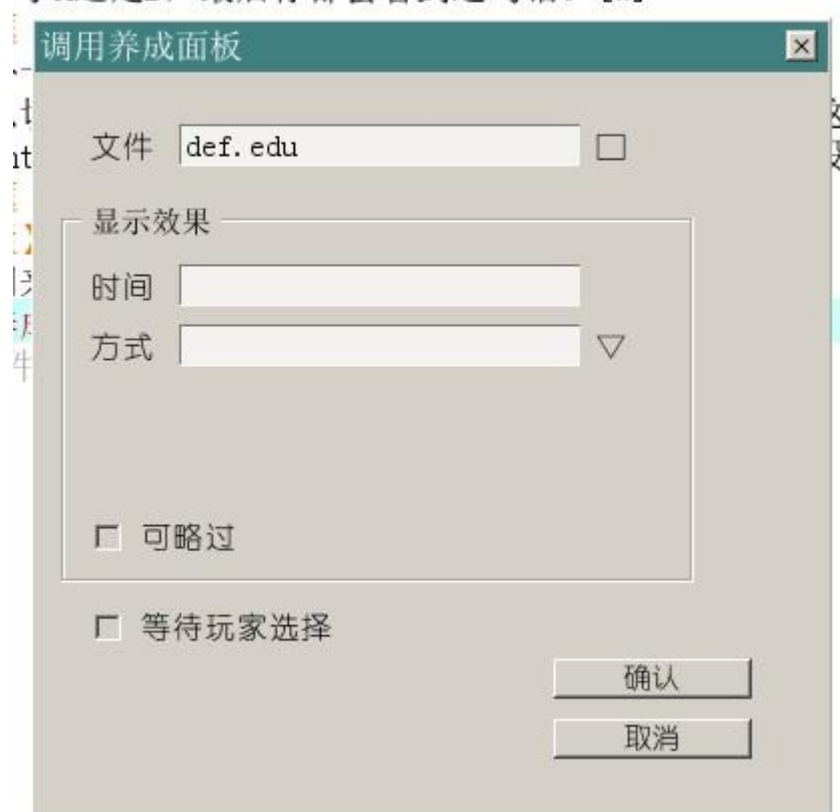 调用养成面板
文件 def.edu
显示效果
时间
方式
可略过
等待玩家选择
确认
取消